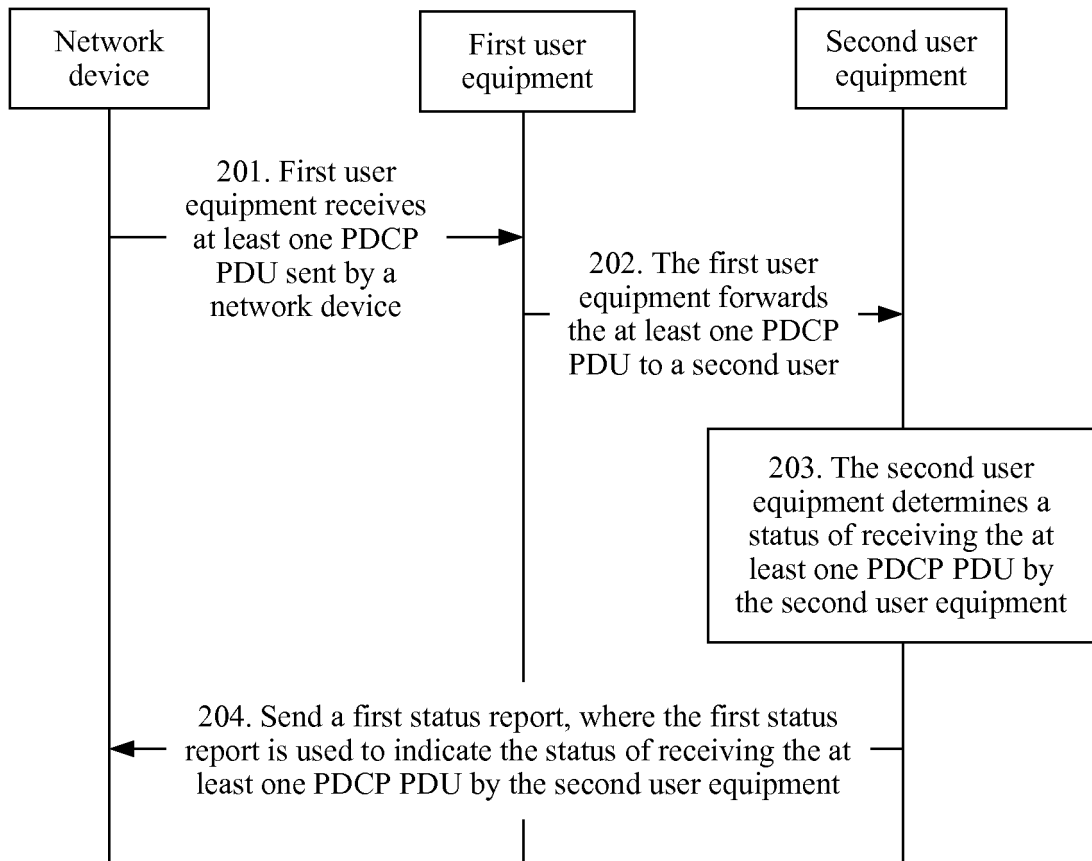 Network
device
First user
equipment
Second user
equipment
201. First user
equipment receives
at least one PDCP
PDU sent by a
network device
202. The first user
equipment forwards
the at least one PDCP
PDU to a second user
203. The second user
equipment determines a
status of receiving the at
least one PDCP PDU by
the second user equipment
204. Send a first status report, where the first status
report is used to indicate the status of receiving the at
least one PDCP PDU by the second user equipment